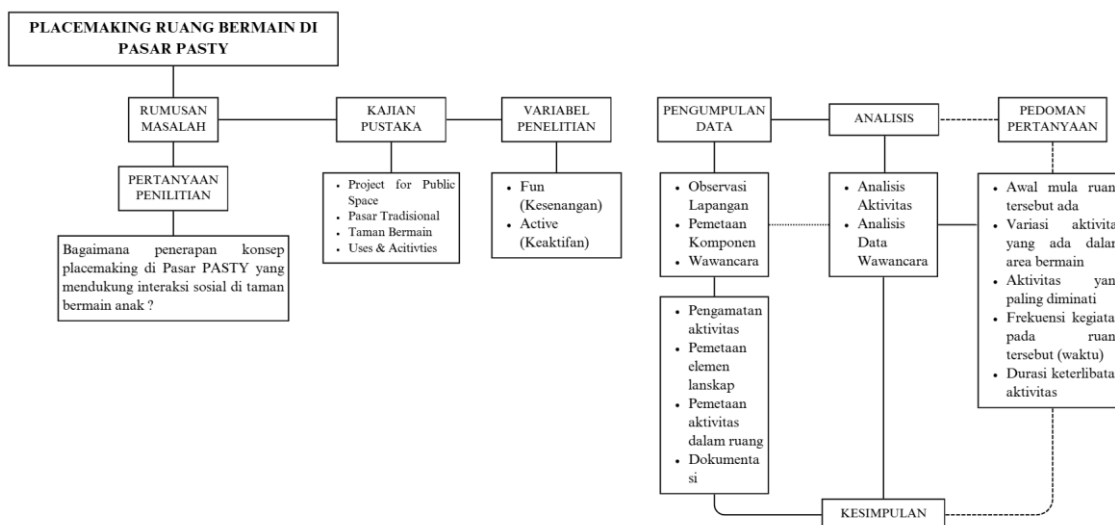 PLACEMAKING RUANG BERMAIN DI
PASAR PASTY
RUMUSAN
MASALAH
KAJIAN
PUSTAKA
VARIABEL
PENELITIAN
PENGUMPULAN
DATA
ANALISIS
PEDOMAN
PERTANYAAN
PERTANYAAN
PENILITIAN
• Project for Public
Space
• Pasar Tradisional
• Taman Bermain
• Uses & Acitivties
• Fun
(Kesenangan)
• Active
(Keaktifan)
• Observasi
Lapangan
• Pemetaan
Komponen
• Wawancara
• Analisis
Aktivitas
• Analisis
Data
Wawancara
• Awal mula ruan
tersebut ada
• Variasi aktivita
yang ada dalan
area bermain
• Aktivitas yan
paling diminati
• Frekuensi kegiata
pada ruan
tersebut (waktu)
• Durasi keterlibata
aktivitas
Bagaimana penerapan konsep
placemaking di Pasar PASTY yang
mendukung interaksi sosial di taman
bermain anak ?
• Pengamatan
aktivitas
• Pemetaan
elemen
lanskap
• Pemetaan
aktivitas
dalam ruang
• Dokumenta
si
KESIMPULAN